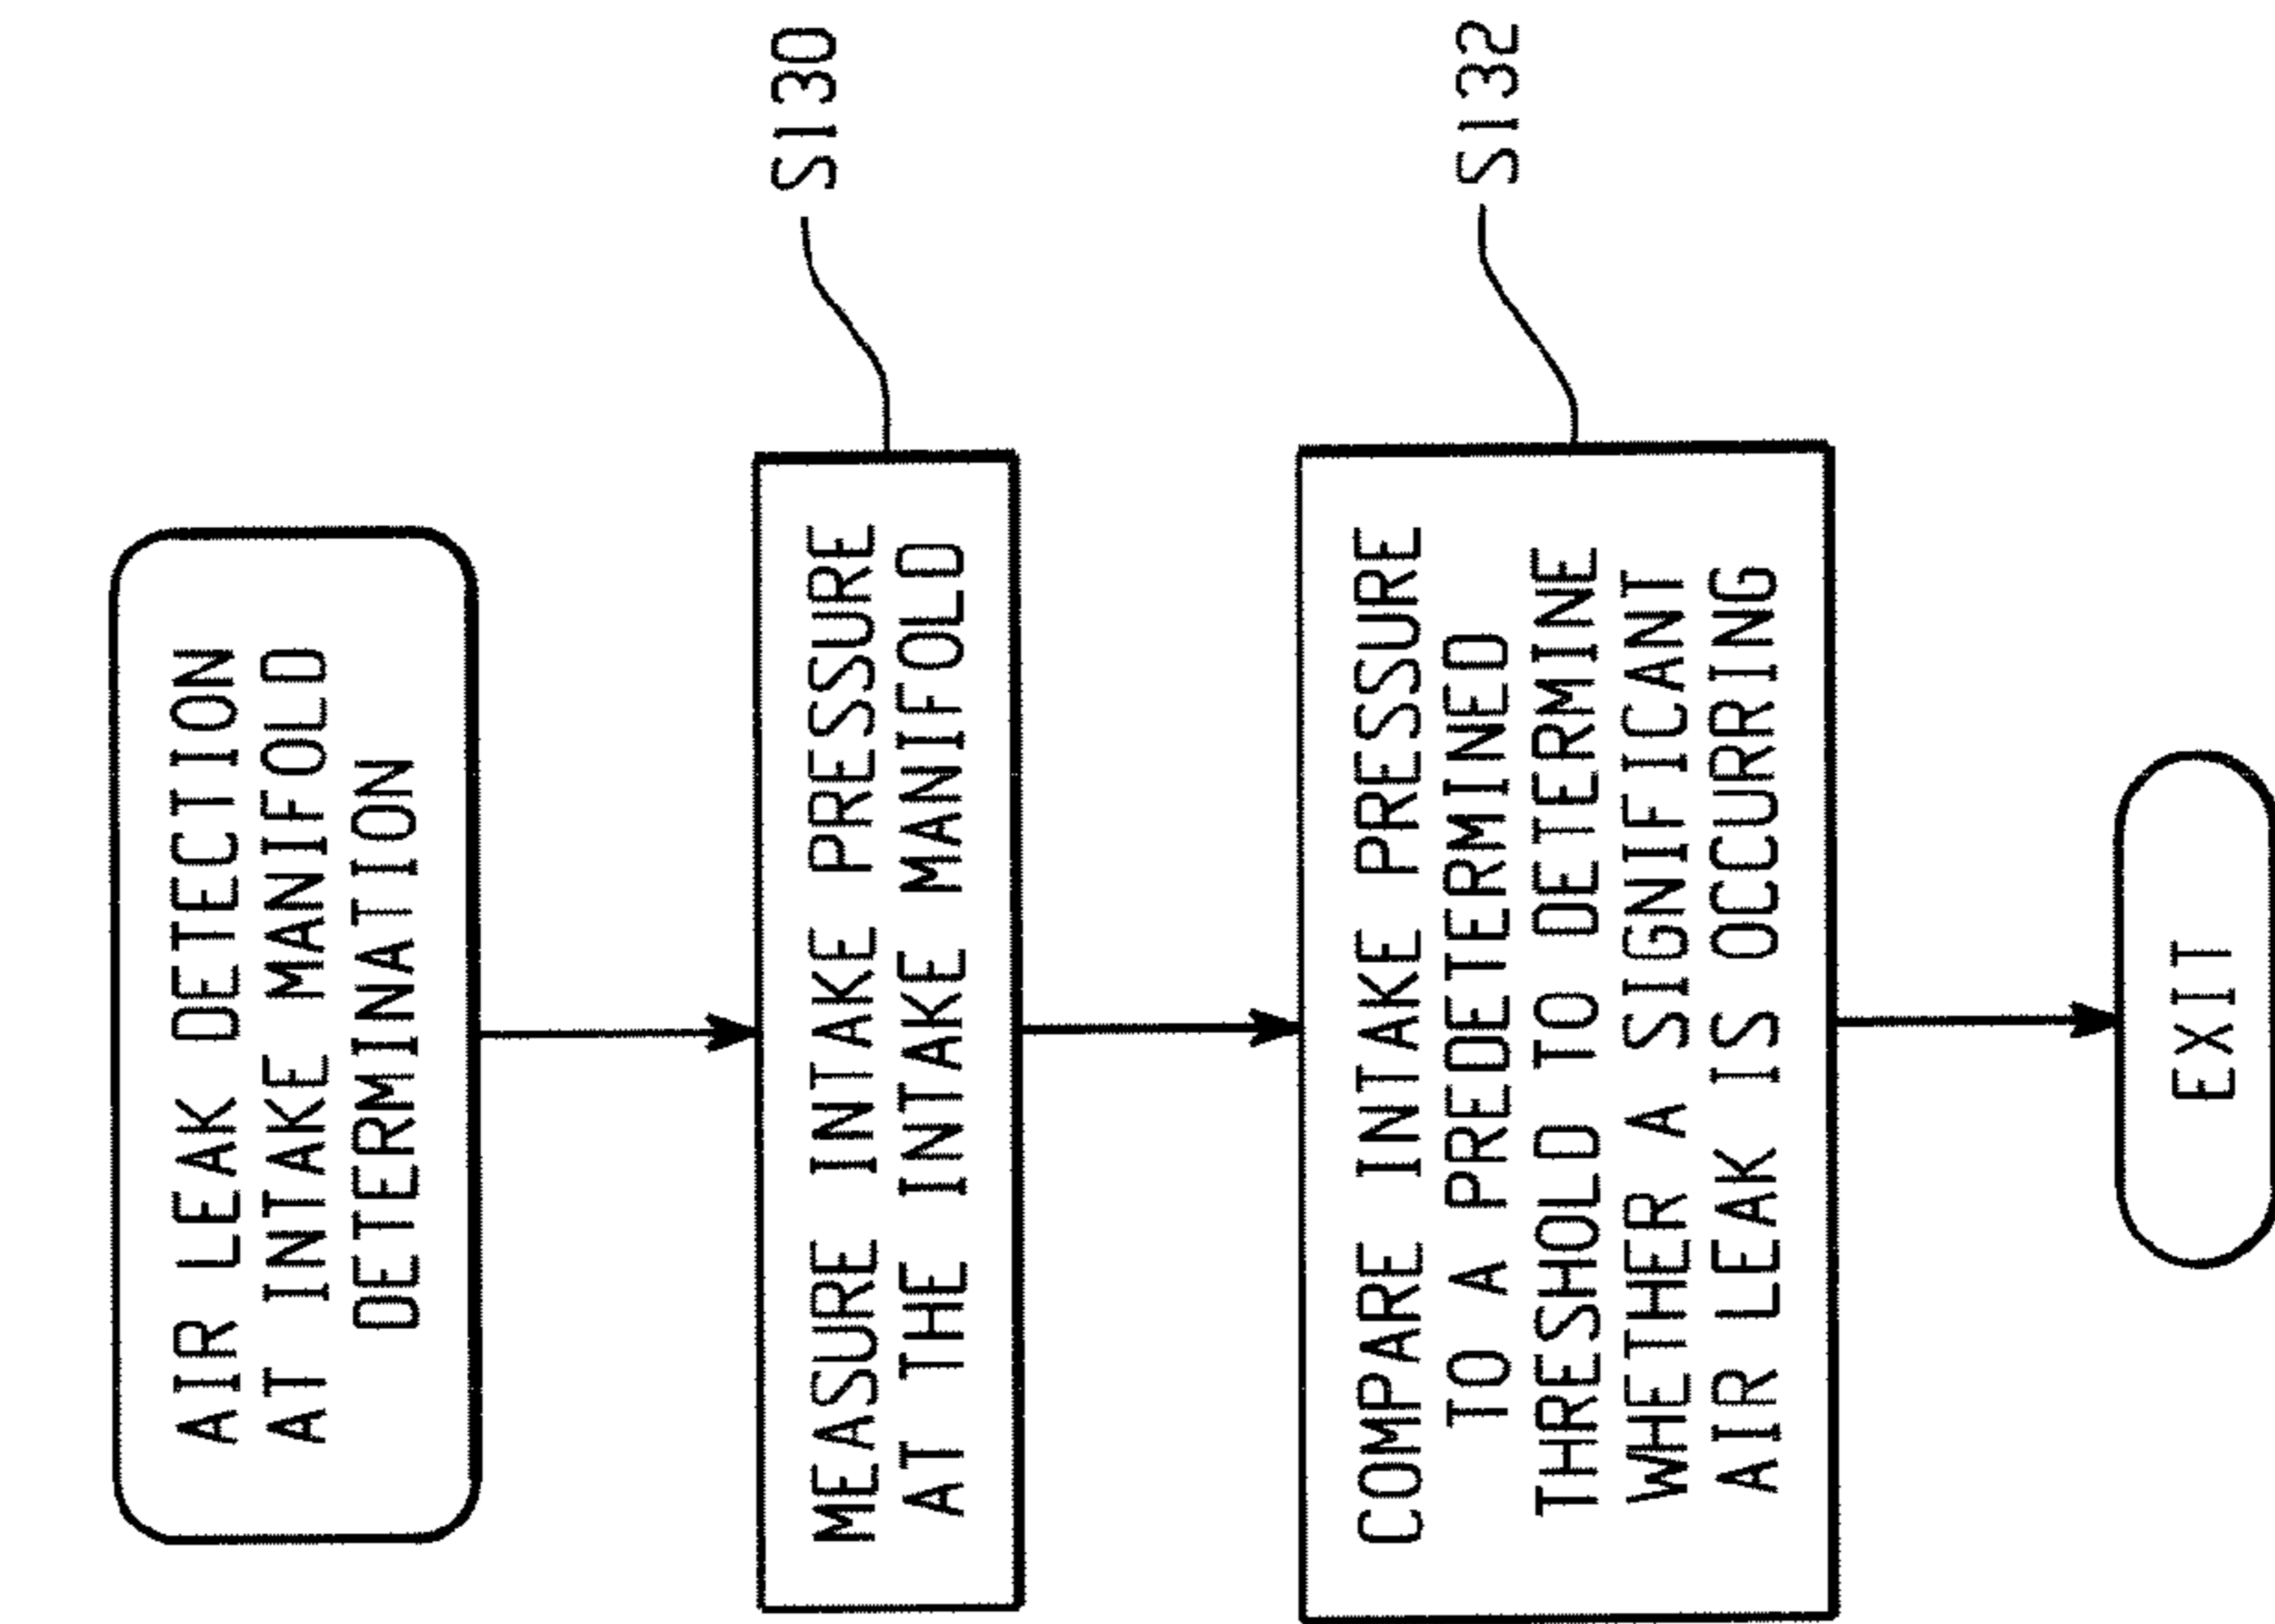 AIR LEAK DETECTION
AT INTAKE MANIFOLD
DETERMINATION
S130
MEASURE INTAKE PRESSURE
AT THE INTAKE MANIFOLD
S132
COMPARE INTAKE PRESSURE
TO A PREDETERMINED
THRESHOLD TO DETERMINE
WHETHER A SIGNIFICANT
AIR LEAK IS OCCURRING
EXIT